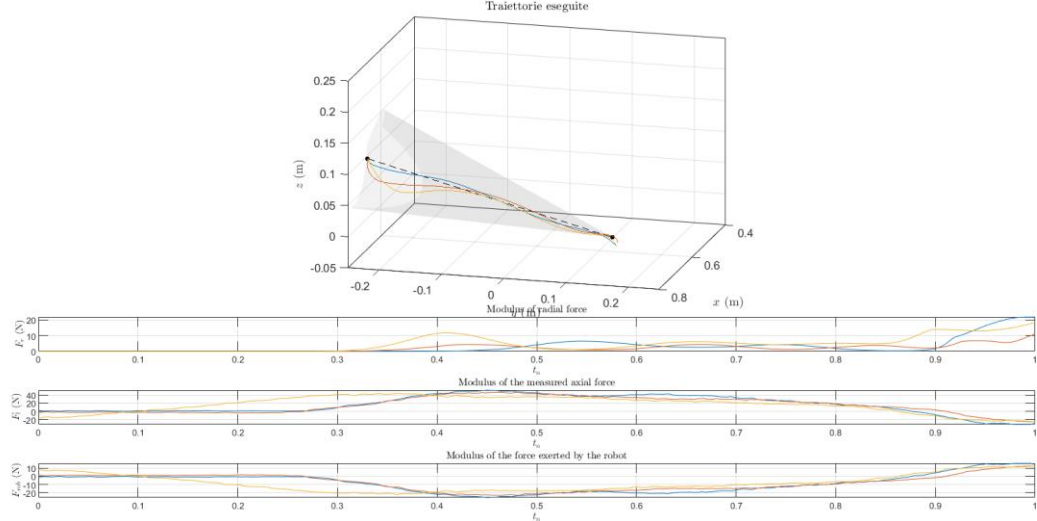 Traiettorie eseguite
0.25
0.2
0.15
0.1
0.05
0
-0.05
z (m)
-0.2
-0.1
0
0.1
0.2
0.4
0.6
0.8
x (m)
(m)
Modulus of radial force
20
10
0
F_r (N)
0 0.1 0.2 0.3 0.4 0.5 0.6 0.7 0.8 0.9 1
t_n
Modulus of the measured axial force
40
20
0
-20
(N)
0 0.1 0.2 0.3 0.4 0.5 0.6 0.7 0.8 0.9 1
t_n
Modulus of the force exerted by the robot
10
0
-10
-20
F_rob (N)
0 0.1 0.2 0.3 0.4 0.5 0.6 0.7 0.8 0.9 1
t_n